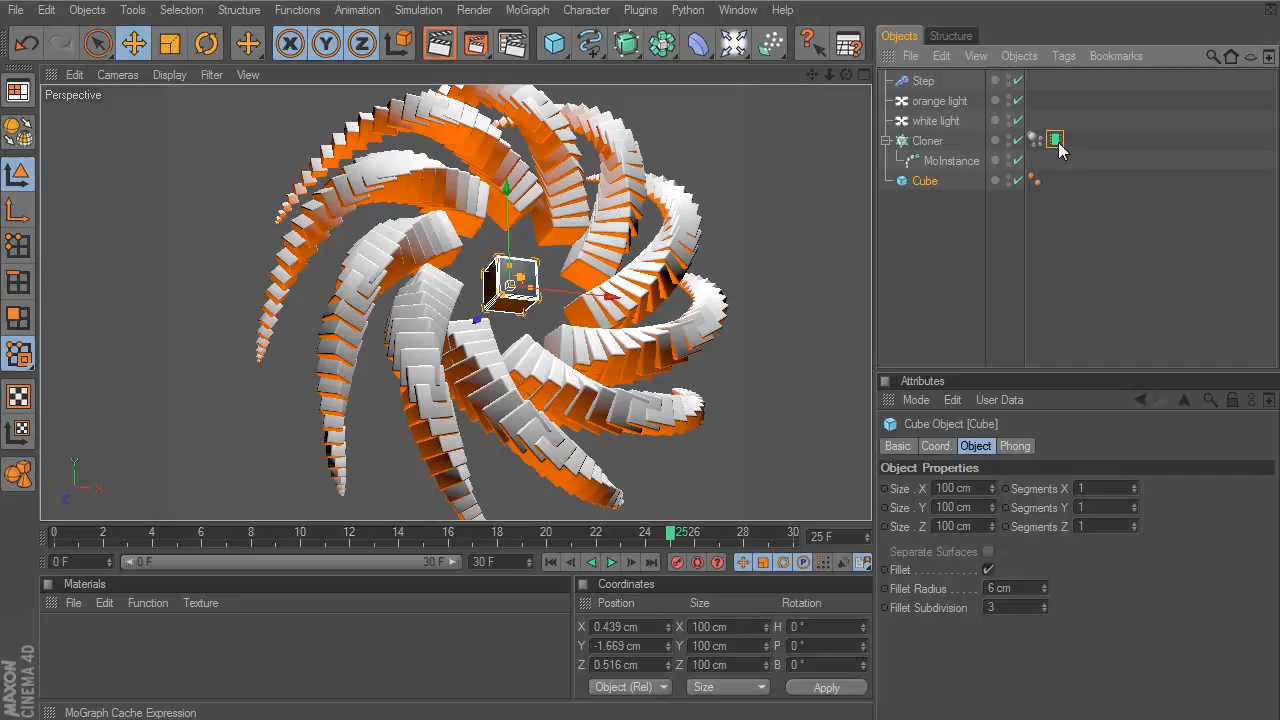 File Edit Objects Tools Selection Structure Functions Animation Simulation Render MoGraph Character Plugins Python Window Help
Objects Structure
File Edit View Objects Tags Bookmarks
Edit Cameras Display Filter View
Perspective
Step
orange light
white light
Cloner
MoInstance
Cube
Attributes
Mode Edit User Data
Cube Object [Cube]
Basic Coord. Object Phong
Object Properties
Size . X 100 cm Segments X 1
Size . Y 100 cm Segments Y 1
Size . Z 100 cm Segments Z 1
Separate Surfaces
Fillet
Fillet Radius 6 cm
Fillet Subdivision 3
Y
X
Z
0 2 4 6 8 10 12 14 16 18 20 22 24 2526 28 30 25 F
0 F 0 F 30 F 30 F
Materials
File Edit Function Texture
Coordinates
Position Size Rotation
X 0.439 cm X 100 cm H 0 °
Y -1.669 cm Y 100 cm P 0 °
Z 0.516 cm Z 100 cm B 0 °
Object (Rel) Size Apply
MAXON
CINEMA 4D
MoGraph Cache Expression